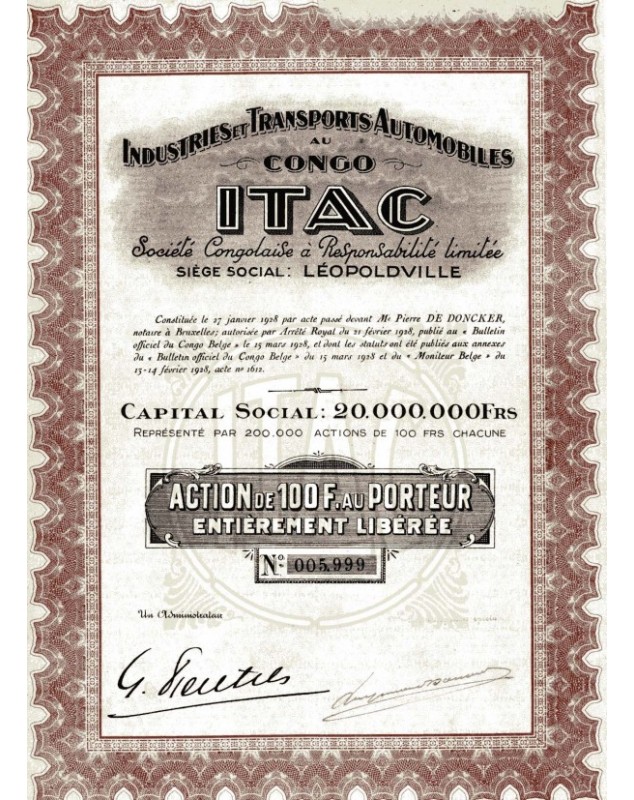 INDUSTRIES ET TRANSPORTS AUTOMOBILES
AU
CONGO
ITAC
Société Congolaise à Responsabilité limitée
SIÈGE SOCIAL: LÉOPOLDVILLE
Constituée le 27 janvier 1928 par acte passé devant Me Pierre DE DONCKER,
notaire à Bruxelles; autorisée par Arrêté Royal du 21 février 1928, publié au « Bulletin
officiel du Congo Belge » le 15 mars 1928, et dont les statuts ont été publiés aux annexes
du « Bulletin officiel du Congo Belge » du 15 mars 1928 et du « Moniteur Belge » du
13-14 février 1928, acte no 1612.
CAPITAL SOCIAL: 20.000.000 FRS
REPRÉSENTÉ PAR 200.000 ACTIONS DE 100 FRS CHACUNE
ACTION DE 100 F. AU PORTEUR
ENTIÈREMENT LIBÉRÉE
No. 005,999
Un Administrateur